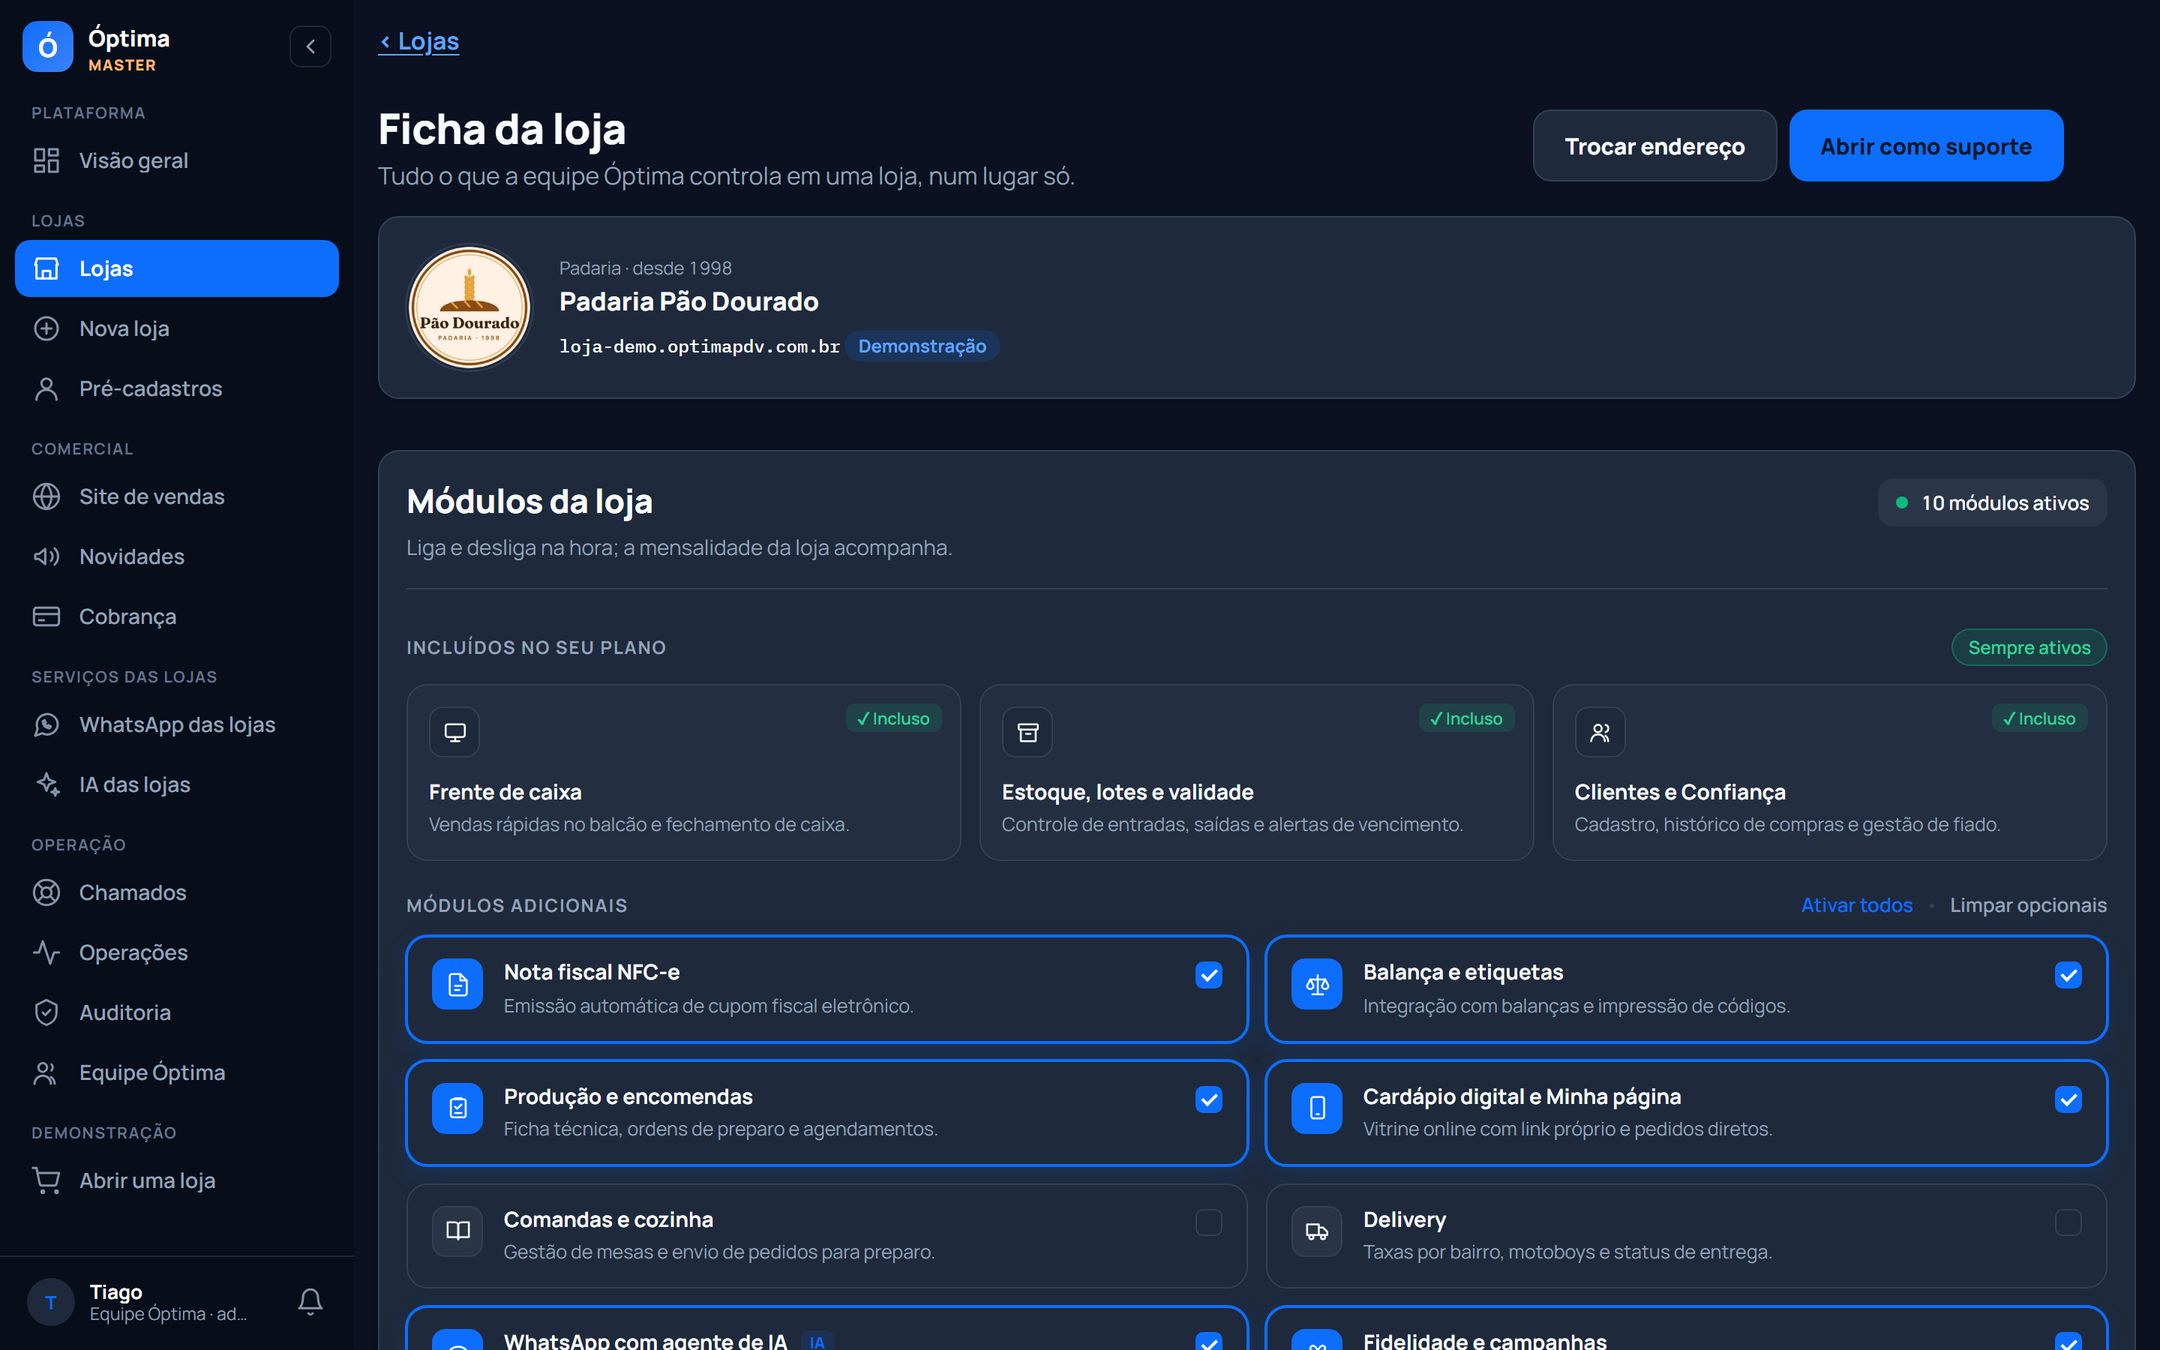 Ó
Óptima
MASTER
PLATAFORMA
Visão geral
LOJAS
Lojas
Nova loja
Pré-cadastros
COMERCIAL
Site de vendas
Novidades
Cobrança
SERVIÇOS DAS LOJAS
WhatsApp das lojas
IA das lojas
OPERAÇÃO
Chamados
Operações
Auditoria
Equipe Óptima
DEMONSTRAÇÃO
Abrir uma loja
T
Tiago
Equipe Óptima · ad...
‹ Lojas
Ficha da loja
Tudo o que a equipe Óptima controla em uma loja, num lugar só.
Trocar endereço
Abrir como suporte
Pão Dourado
PADARIA · 1998
Padaria · desde 1998
Padaria Pão Dourado
loja-demo.optimapdv.com.br Demonstração
Módulos da loja
10 módulos ativos
Liga e desliga na hora; a mensalidade da loja acompanha.
INCLUÍDOS NO SEU PLANO
Sempre ativos
✓ Incluso
Frente de caixa
Vendas rápidas no balcão e fechamento de caixa.
✓ Incluso
Estoque, lotes e validade
Controle de entradas, saídas e alertas de vencimento.
✓ Incluso
Clientes e Confiança
Cadastro, histórico de compras e gestão de fiado.
MÓDULOS ADICIONAIS
Ativar todos • Limpar opcionais
Nota fiscal NFC-e
Emissão automática de cupom fiscal eletrônico.
Balança e etiquetas
Integração com balanças e impressão de códigos.
Produção e encomendas
Ficha técnica, ordens de preparo e agendamentos.
Cardápio digital e Minha página
Vitrine online com link próprio e pedidos diretos.
Comandas e cozinha
Gestão de mesas e envio de pedidos para preparo.
Delivery
Taxas por bairro, motoboys e status de entrega.
WhatsApp com agente de IA IA
Fidelidade e campanhas